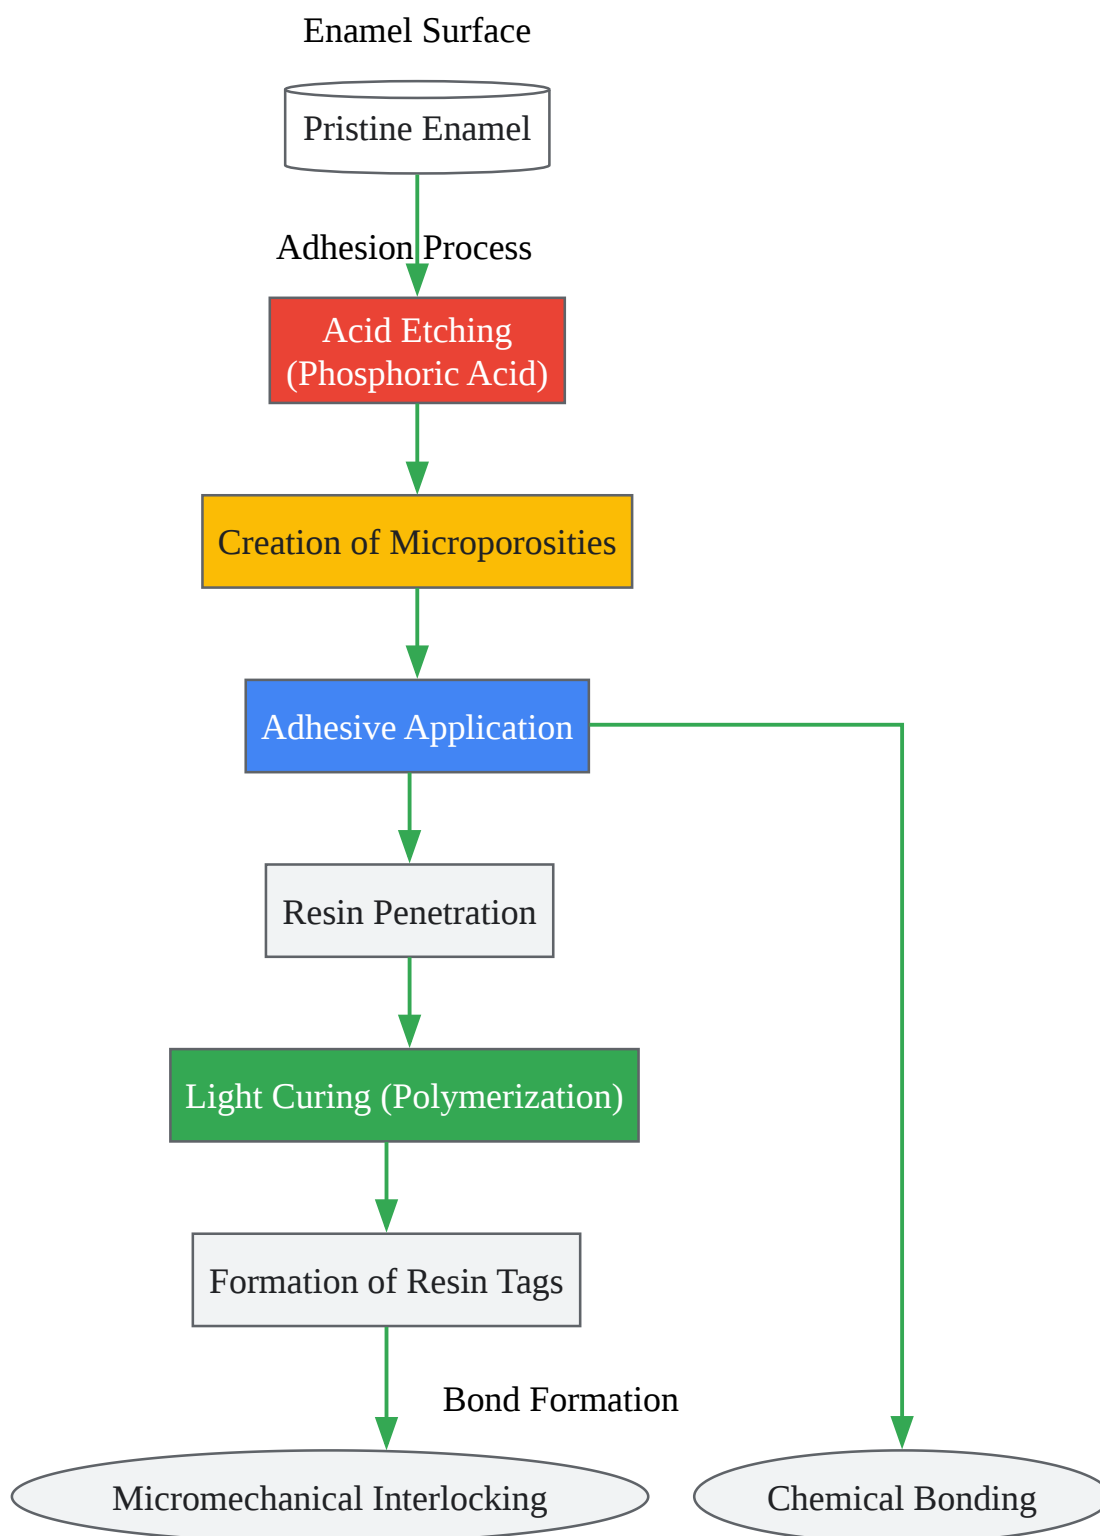 Enamel Surface
Pristine Enamel
Adhesion Process
Acid Etching
(Phosphoric Acid)
Creation of Microporosities
Adhesive Application
Resin Penetration
Light Curing (Polymerization)
Formation of Resin Tags
Bond Formation
Micromechanical Interlocking
Chemical Bonding